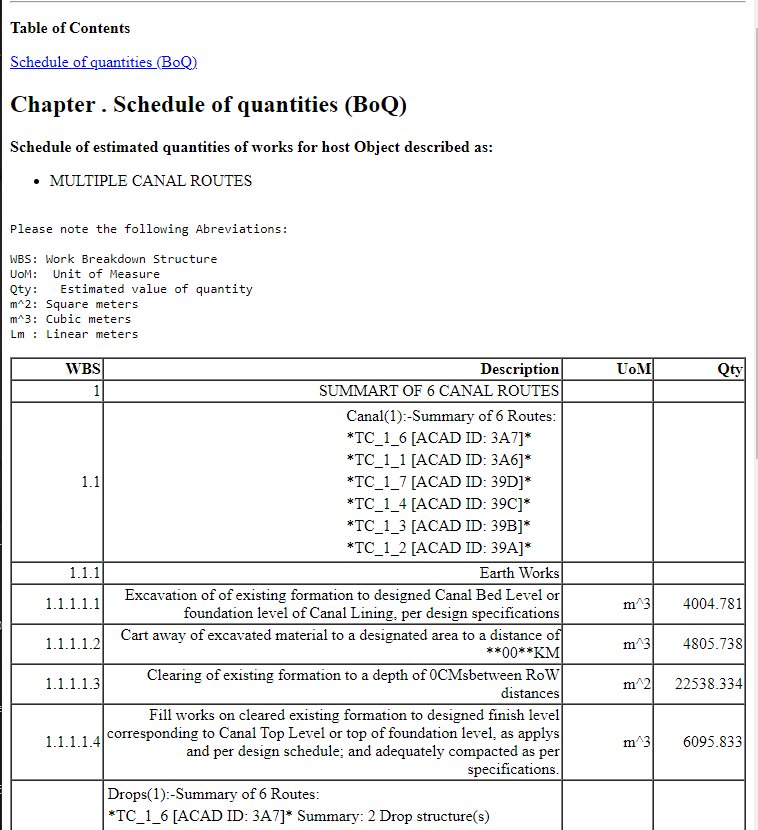 Table of Contents
Schedule of quantities (BoQ)
Chapter . Schedule of quantities (BoQ)
Schedule of estimated quantities of works for host Object described as:
• MULTIPLE CANAL ROUTES
Please note the following Abreviations:
WBS: Work Breakdown Structure
UoM:  Unit of Measure
Qty:   Estimated value of quantity
m^2: Square meters
m^3: Cubic meters
Lm : Linear meters
WBS Description UoM Qty
1 SUMMART OF 6 CANAL ROUTES
Canal(1):-Summary of 6 Routes:
*TC_1_6 [ACAD ID: 3A7]*
*TC_1_1 [ACAD ID: 3A6]*
1.1 *TC_1_7 [ACAD ID: 39D]*
*TC_1_4 [ACAD ID: 39C]*
*TC_1_3 [ACAD ID: 39B]*
*TC_1_2 [ACAD ID: 39A]*
1.1.1 Earth Works
1.1.1.1.1 Excavation of of existing formation to designed Canal Bed Level or
foundation level of Canal Lining, per design specifications m^3 4004.781
1.1.1.1.2 Cart away of excavated material to a designated area to a distance of
**00**KM m^3 4805.738
1.1.1.1.3 Clearing of existing formation to a depth of 0CMsbetween RoW
distances m^2 22538.334
1.1.1.1.4 Fill works on cleared existing formation to designed finish level
corresponding to Canal Top Level or top of foundation level, as applys
and per design schedule; and adequately compacted as per
specifications. m^3 6095.833
Drops(1):-Summary of 6 Routes:
*TC_1_6 [ACAD ID: 3A7]* Summary: 2 Drop structure(s)